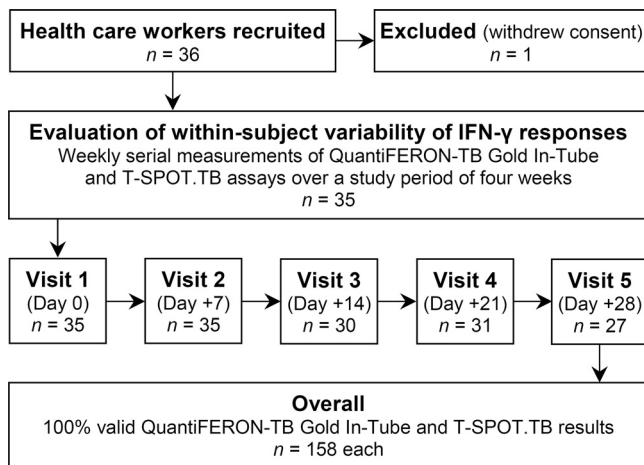 Health care workers recruited
n = 36
Excluded (withdrew consent)
n = 1
Evaluation of within-subject variability of IFN-γ responses
Weekly serial measurements of QuantiFERON-TB Gold In-Tube
and T-SPOT.TB assays over a study period of four weeks
n = 35
Visit 1
(Day 0)
n = 35
Visit 2
(Day +7)
n = 35
Visit 3
(Day +14)
n = 30
Visit 4
(Day +21)
n = 31
Visit 5
(Day +28)
n = 27
Overall
100% valid QuantiFERON-TB Gold In-Tube and T-SPOT.TB results
n = 158 each